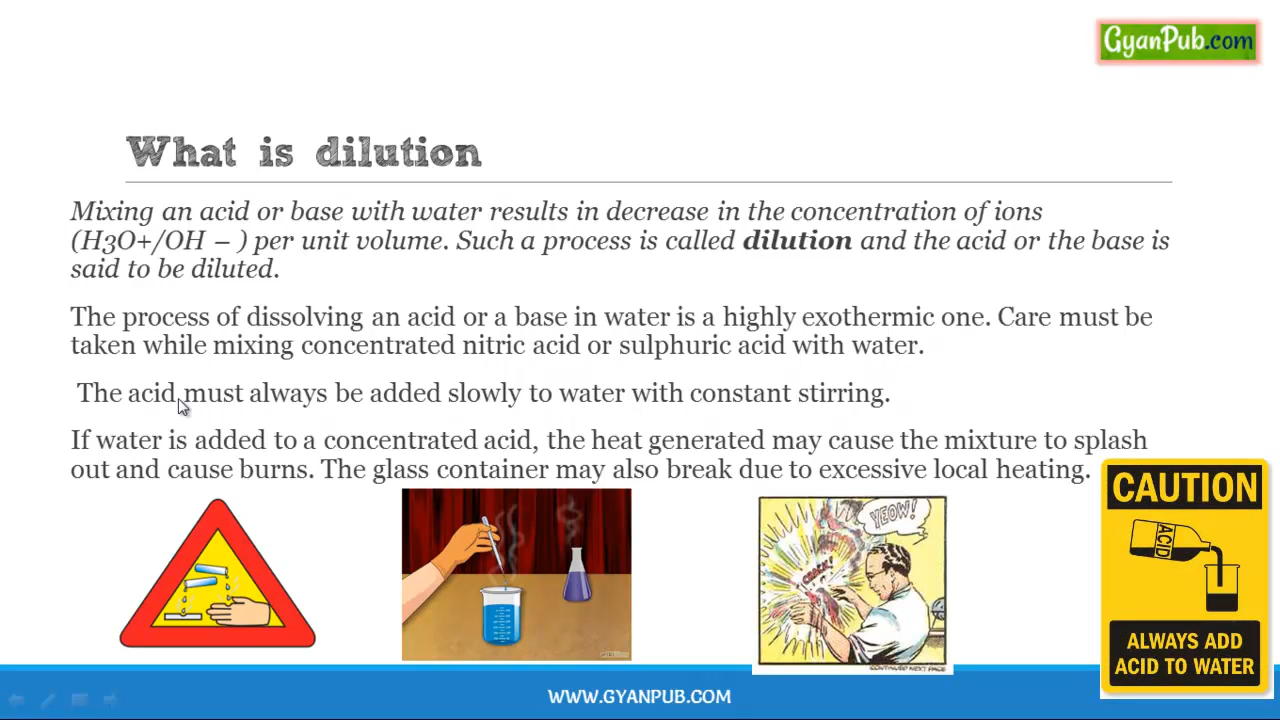 GyanPub.com
What is dilution
Mixing an acid or base with water results in decrease in the concentration of ions
(H3O+/OH – ) per unit volume. Such a process is called dilution and the acid or the base is
said to be diluted.
The process of dissolving an acid or a base in water is a highly exothermic one. Care must be
taken while mixing concentrated nitric acid or sulphuric acid with water.
The acid must always be added slowly to water with constant stirring.
If water is added to a concentrated acid, the heat generated may cause the mixture to splash
out and cause burns. The glass container may also break due to excessive local heating.
YEOW!
CRACK!
CONTINUED NEXT PAGE
CAUTION
ACID
ALWAYS ADD
ACID TO WATER
WWW.GYANPUB.COM